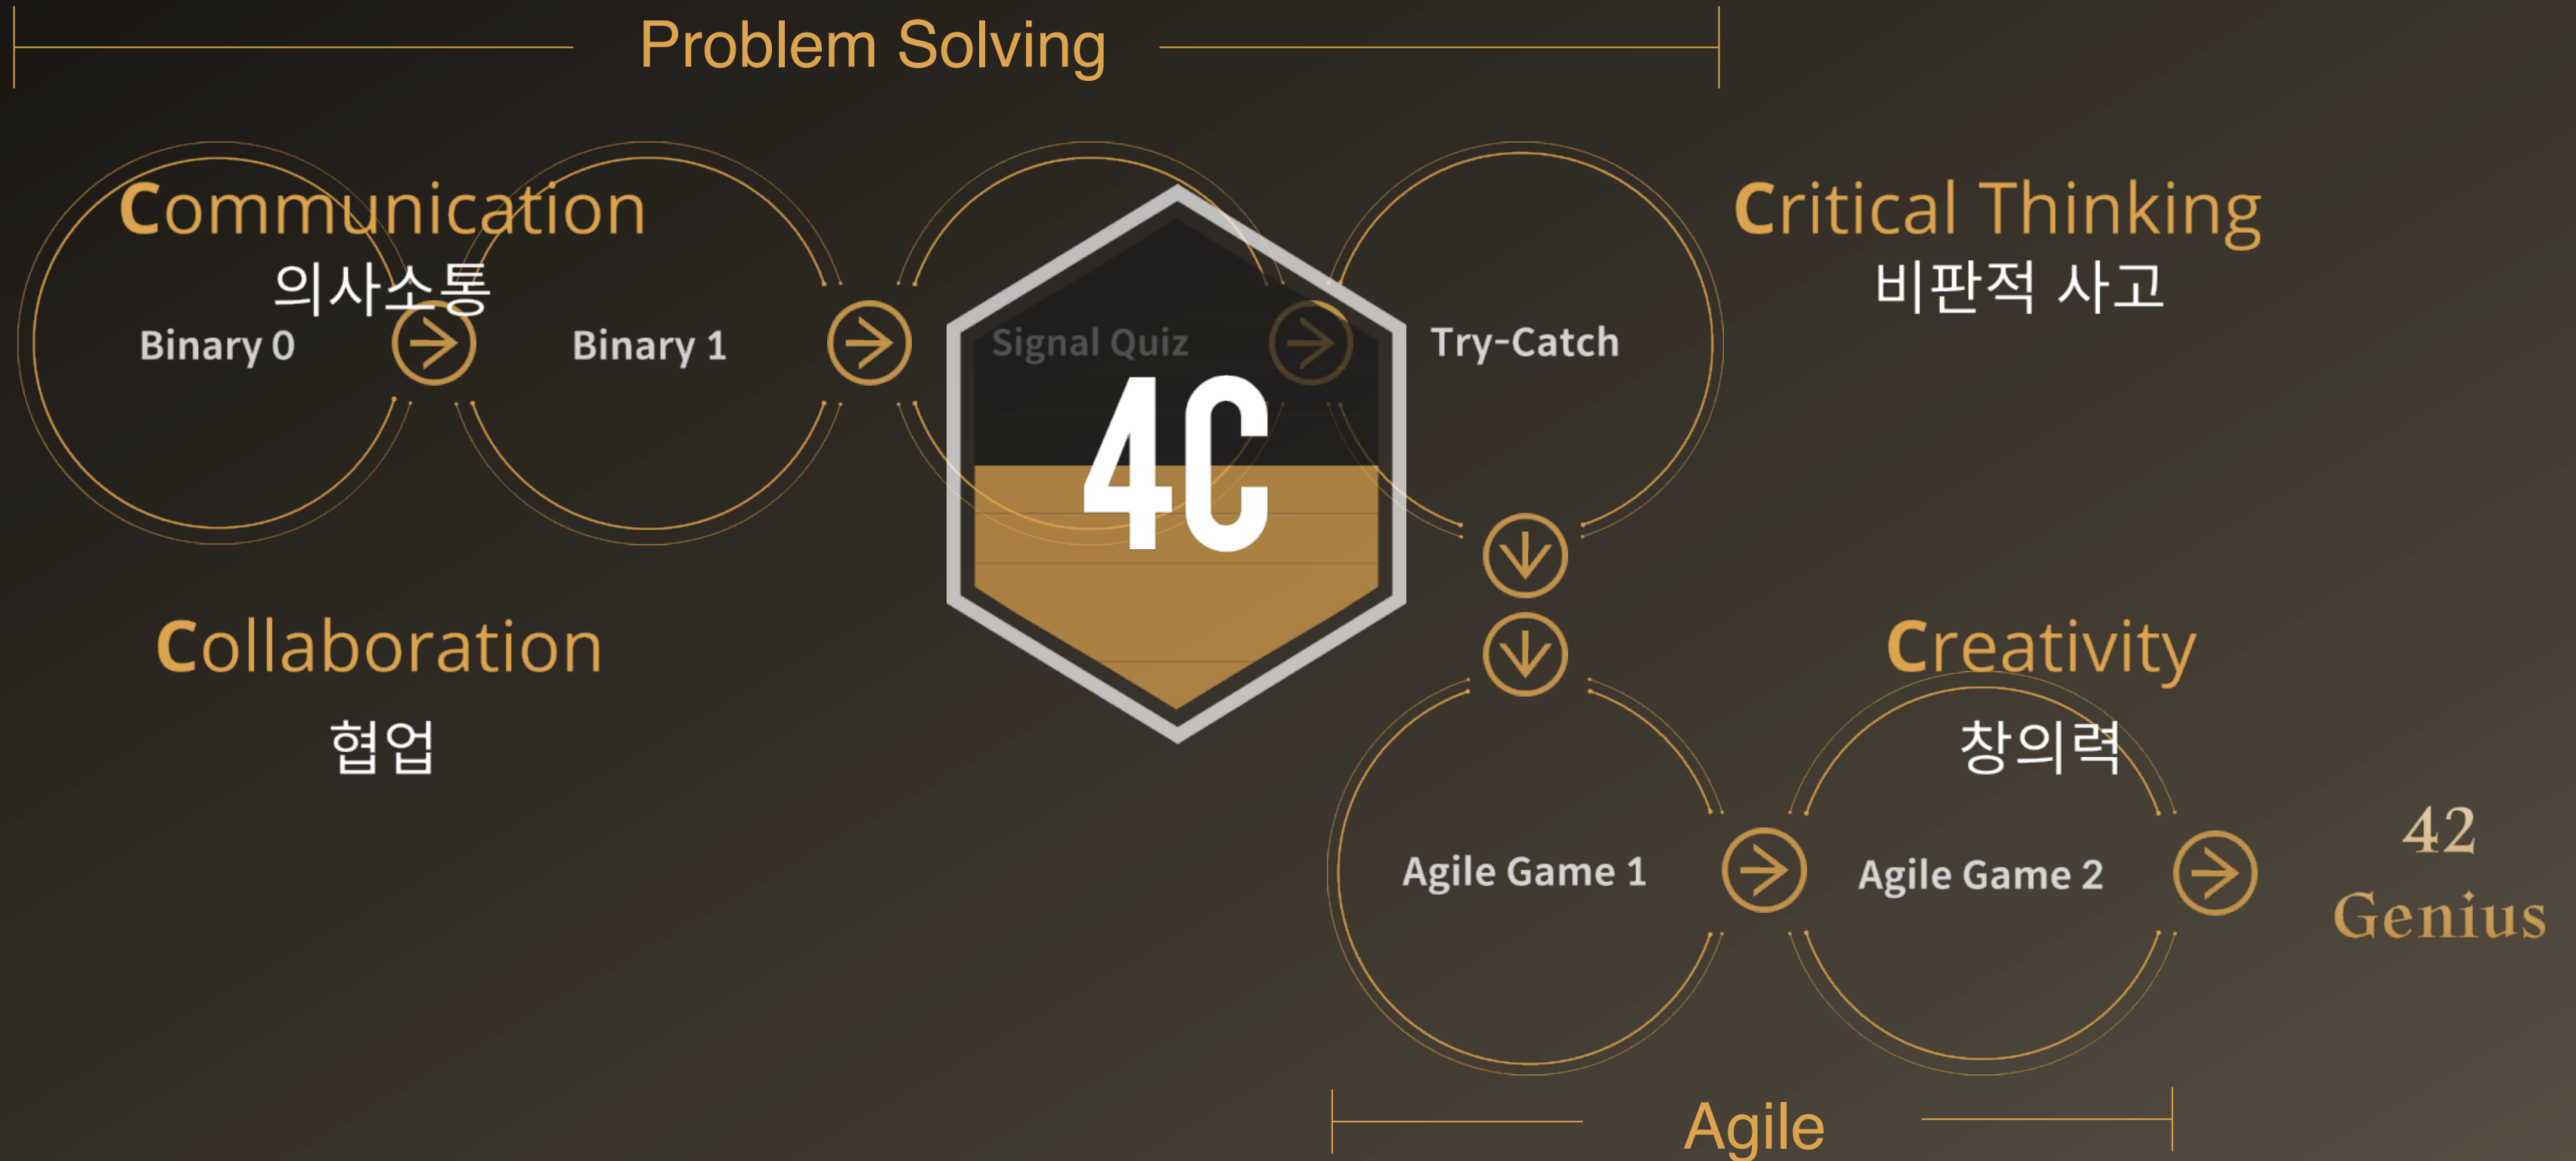 Problem Solving
Communication
의사소통
Critical Thinking
비판적 사고
Binary 0
Binary 1
Signal Quiz
Try-Catch
4C
Collaboration
협업
Creativity
창의력
Agile Game 1
Agile Game 2
42
Genius
Agile